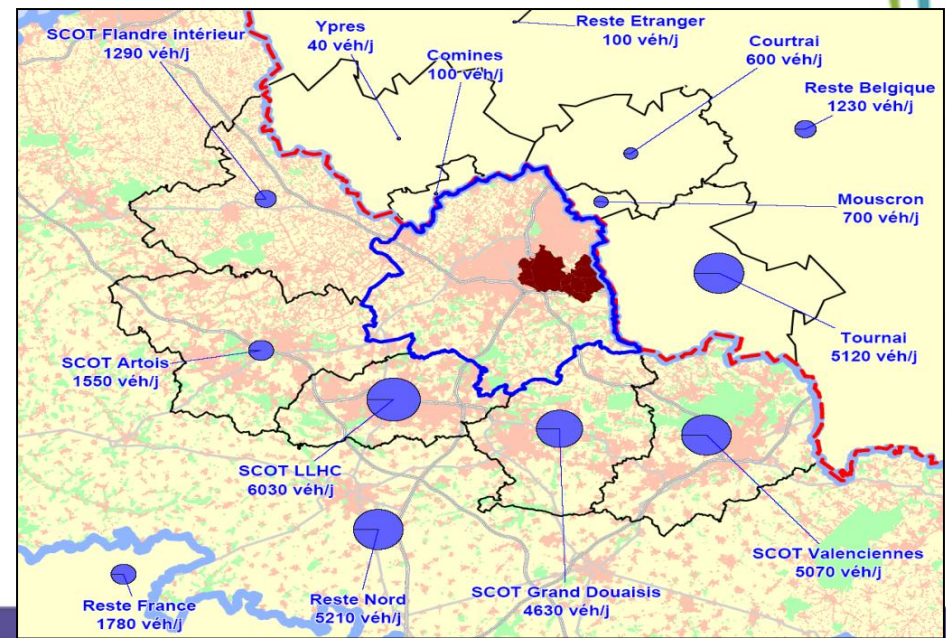 SCOT Flandre intérieur
1290 véh/j
Ypres
40 véh/j
Comines
100 véh/j
Reste Etranger
100 véh/j
Courtrai
600 véh/j
Reste Belgique
1230 véh/j
Mouscron
700 véh/j
Tournai
5120 véh/j
SCOT Artois
1550 véh/j
SCOT LLHC
6030 véh/j
SCOT Valenciennes
5070 véh/j
SCOT Grand Douaisis
4630 véh/j
Reste Nord
5210 véh/j
Reste France
1780 véh/j